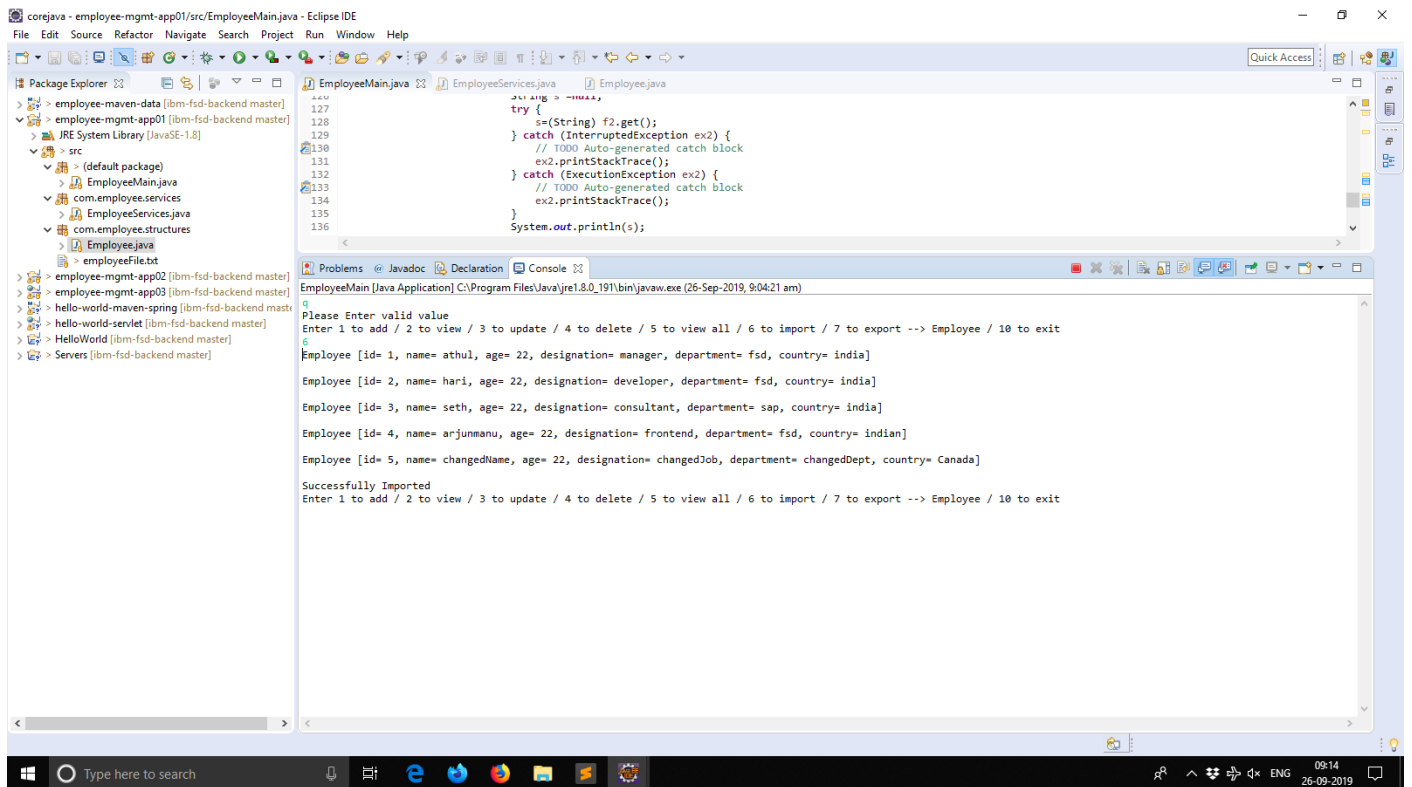 corejava - employee-mgmt-app01/src/EmployeeMain.java - Eclipse IDE
File Edit Source Refactor Navigate Search Project Run Window Help
Quick Access
Package Explorer
> employee-maven-data [ibm-fsd-backend master]
> employee-mgmt-app01 [ibm-fsd-backend master]
JRE System Library [JavaSE-1.8]
> src
> (default package)
> EmployeeMain.java
com.employee.services
> EmployeeServices.java
com.employee.structures
> Employee.java
> employeeFile.txt
> employee-mgmt-app02 [ibm-fsd-backend master]
> employee-mgmt-app03 [ibm-fsd-backend master]
> hello-world-maven-spring [ibm-fsd-backend maste
> hello-world-servlet [ibm-fsd-backend master]
> HelloWorld [ibm-fsd-backend master]
> Servers [ibm-fsd-backend master]
EmployeeMain.java EmployeeServices.java Employee.java
126 String s =null;
127 try {
128 s=(String) f2.get();
129 } catch (InterruptedException ex2) {
130 // TODO Auto-generated catch block
131 ex2.printStackTrace();
132 } catch (ExecutionException ex2) {
133 // TODO Auto-generated catch block
134 ex2.printStackTrace();
135 }
136 System.out.println(s);
Problems @ Javadoc Declaration Console
EmployeeMain [Java Application] C:\Program Files\Java\jre1.8.0_191\bin\javaw.exe (26-Sep-2019, 9:04:21 am)
q
Please Enter valid value
Enter 1 to add / 2 to view / 3 to update / 4 to delete / 5 to view all / 6 to import / 7 to export --> Employee / 10 to exit
6
Employee [id= 1, name= athul, age= 22, designation= manager, department= fsd, country= india]
Employee [id= 2, name= hari, age= 22, designation= developer, department= fsd, country= india]
Employee [id= 3, name= seth, age= 22, designation= consultant, department= sap, country= india]
Employee [id= 4, name= arjunmanu, age= 22, designation= frontend, department= fsd, country= indian]
Employee [id= 5, name= changedName, age= 22, designation= changedJob, department= changedDept, country= Canada]
Successfully Imported
Enter 1 to add / 2 to view / 3 to update / 4 to delete / 5 to view all / 6 to import / 7 to export --> Employee / 10 to exit
Type here to search
ENG
09:14
26-09-2019